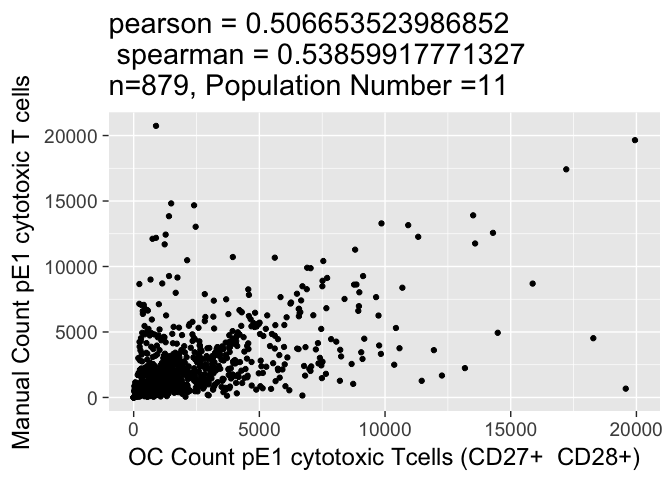 pearson = 0.506653523986852
spearman = 0.53859917771327
n=879, Population Number =11
Manual Count pE1 cytotoxic T cells
20000
15000
10000
5000
0
0 5000 10000 15000 20000
OC Count pE1 cytotoxic Tcells (CD27+  CD28+)